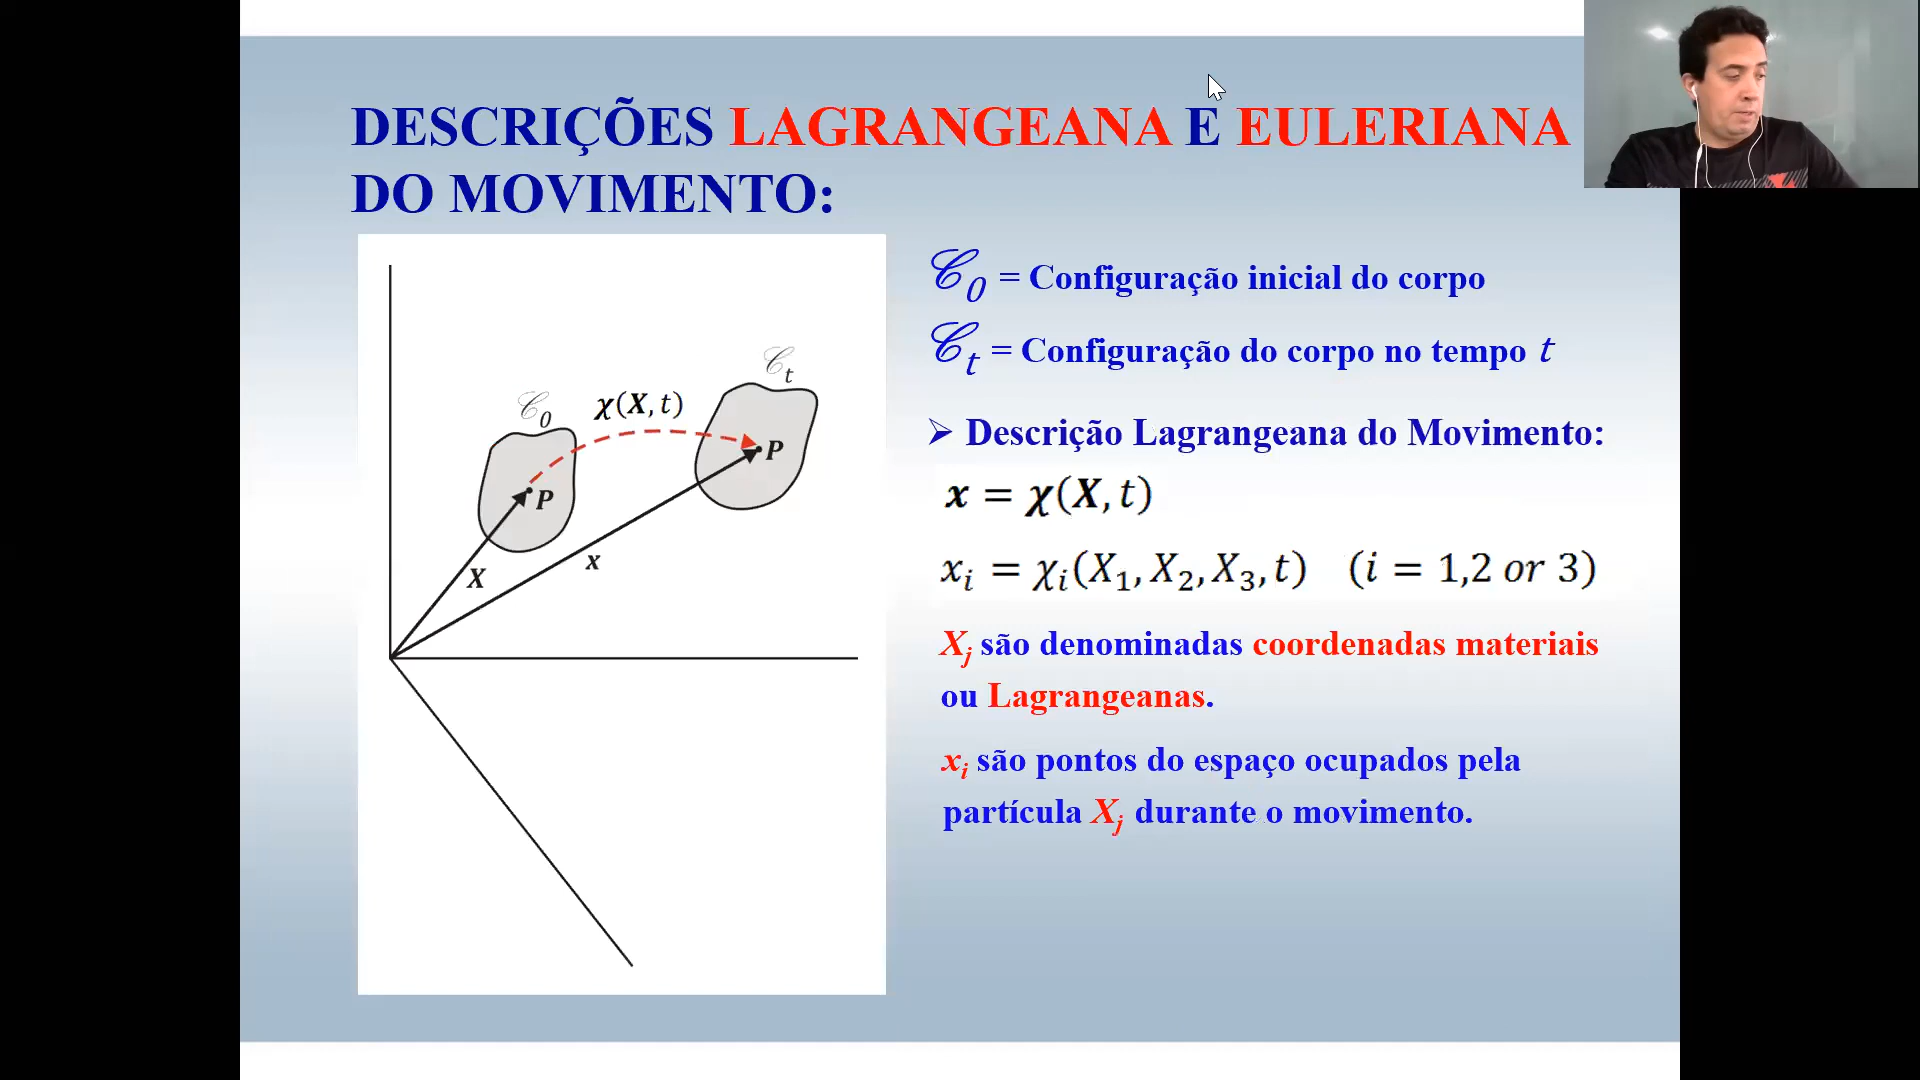 DESCRIÇÕES LAGRANGEANA E EULERIANA
DO MOVIMENTO:
𝒞0 = Configuração inicial do corpo
𝒞t = Configuração do corpo no tempo t
➢ Descrição Lagrangeana do Movimento:
x = χ(X, t)
xi = χi(X1, X2, X3, t) (i = 1,2 or 3)
Xj são denominadas coordenadas materiais
ou Lagrangeanas.
xi são pontos do espaço ocupados pela
partícula Xj durante o movimento.
𝒞t
𝒞0
χ(X, t)
P
P
X
x